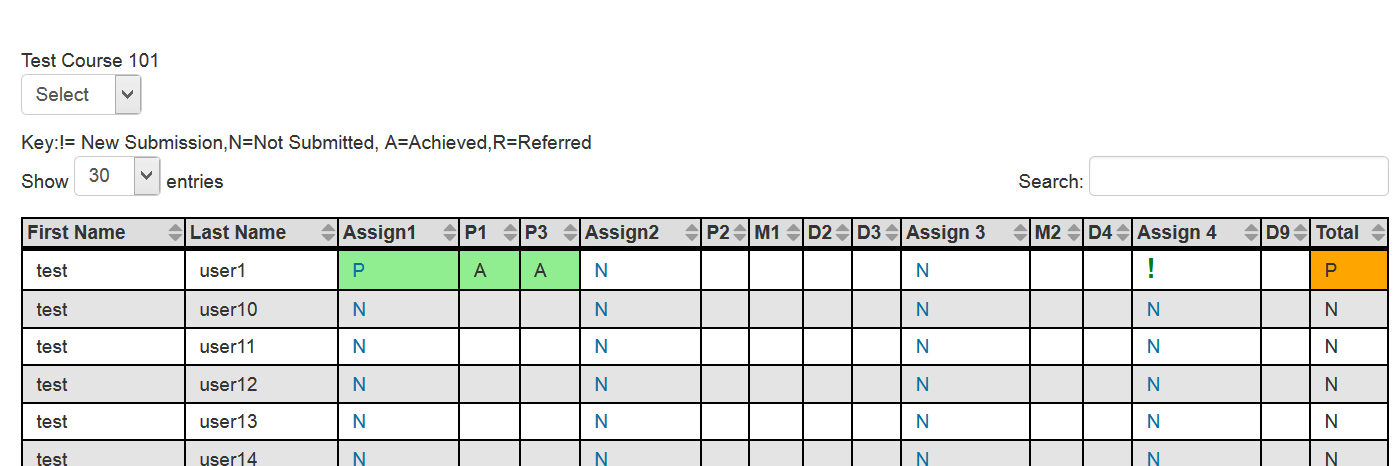 Test Course 101
Select
Key:!= New Submission,N=Not Submitted, A=Achieved,R=Referred
Show 30 entries Search:
First Name Last Name Assign1 P1 P3 Assign2 P2 M1 D2 D3 Assign 3 M2 D4 Assign 4 D9 Total
test user1 P A A N N ! P
test user10 N N N N N
test user11 N N N N N
test user12 N N N N N
test user13 N N N N N
test user14 N N N N N